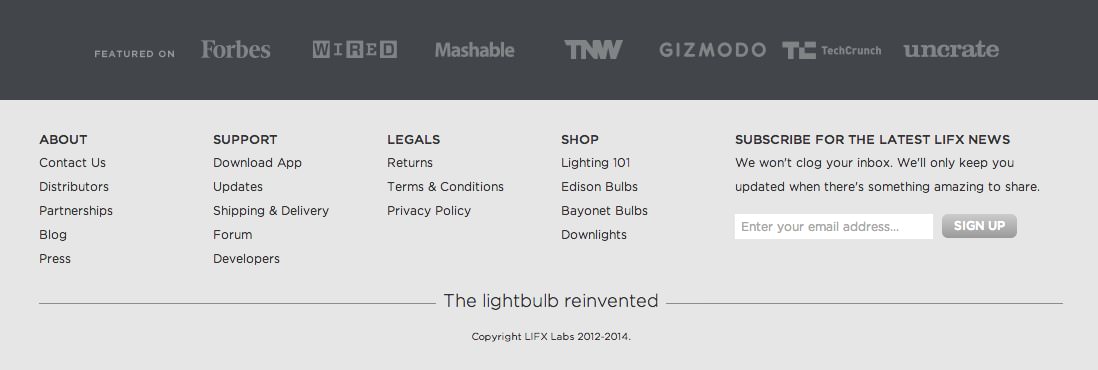 FEATURED ON Forbes WIRED Mashable TNW GIZMODO TC TechCrunch uncrate
ABOUT
Contact Us
Distributors
Partnerships
Blog
Press
SUPPORT
Download App
Updates
Shipping & Delivery
Forum
Developers
LEGALS
Returns
Terms & Conditions
Privacy Policy
SHOP
Lighting 101
Edison Bulbs
Bayonet Bulbs
Downlights
SUBSCRIBE FOR THE LATEST LIFX NEWS
We won't clog your inbox. We'll only keep you
updated when there's something amazing to share.
Enter your email address... SIGN UP
The lightbulb reinvented
Copyright LIFX Labs 2012-2014.